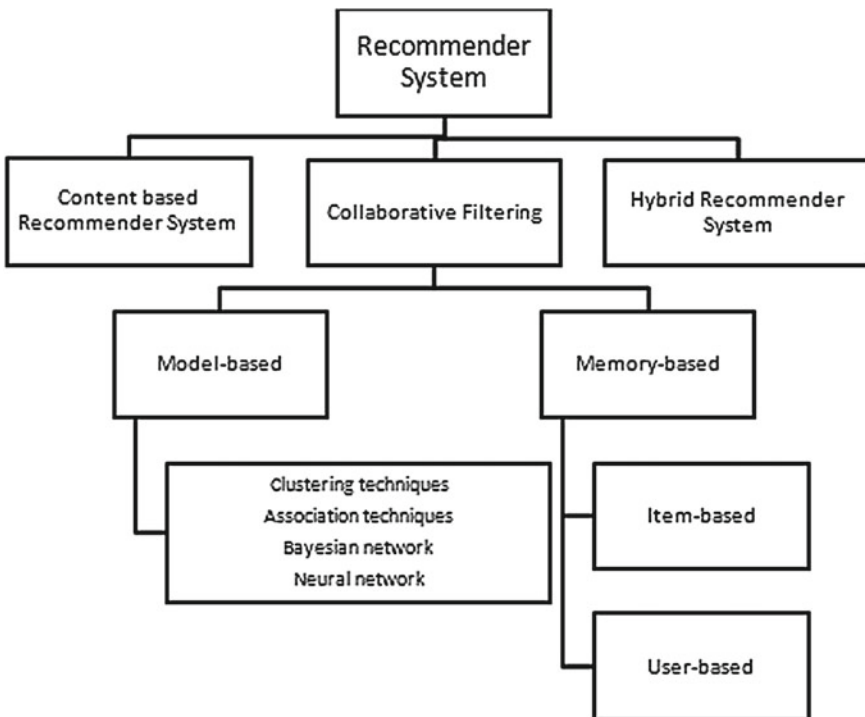 Recommender
System
Content based
Recommender System
Collaborative Filtering
Hybrid Recommender
System
Model-based
Memory-based
Clustering techniques
Association techniques
Bayesian network
Neural network
Item-based
User-based